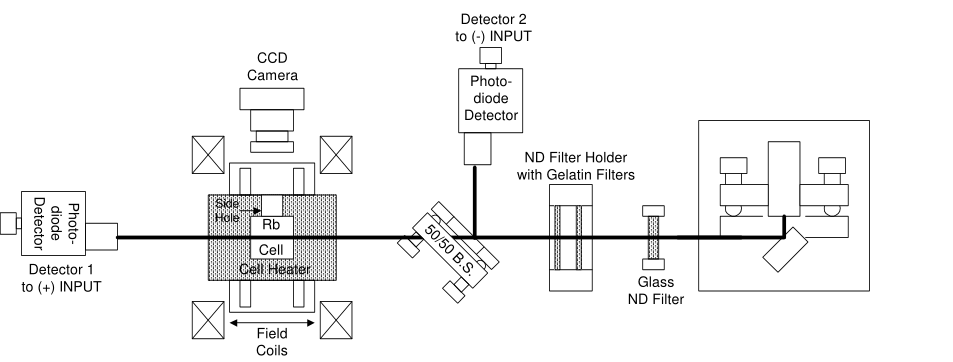 Detector 2
to (-) INPUT
CCD
Camera
Photo-
diode
Detector
ND Filter Holder
with Gelatin Filters
Photo-
diode
Detector
Side
Hole
Rb
Cell
Cell Heater
50/50 B.S.
Detector 1
to (+) INPUT
Glass
ND Filter
Field
Coils